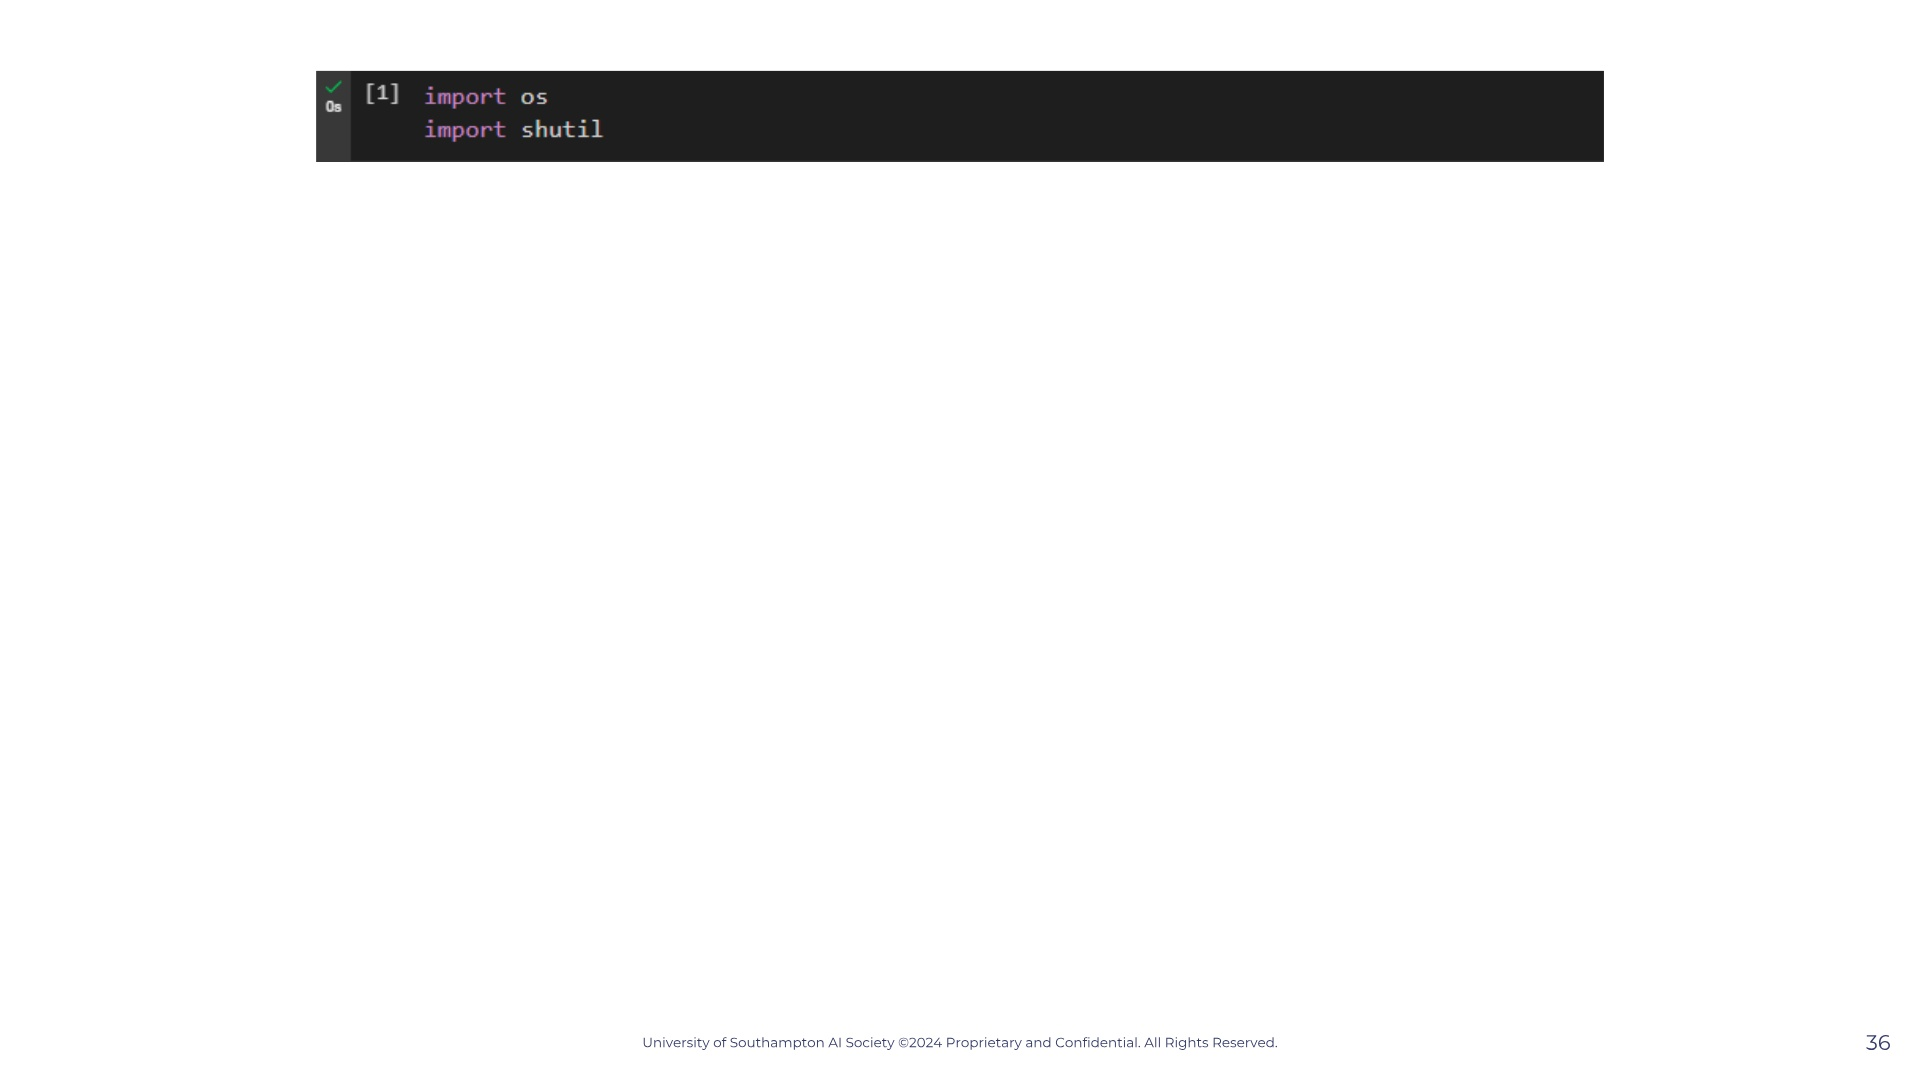 [1] import os
0s
import shutil
University of Southampton AI Society ©2024 Proprietary and Confidential. All Rights Reserved.
36